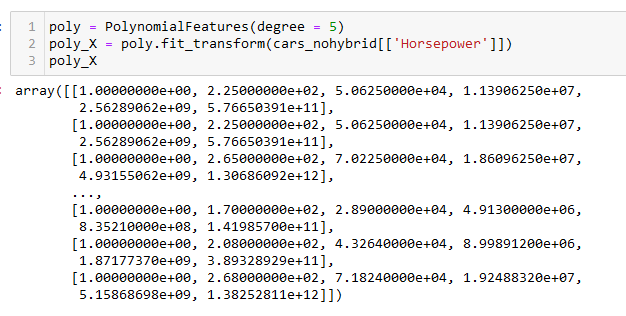 1 poly = PolynomialFeatures(degree = 5)
2 poly_X = poly.fit_transform(cars_nohybrid[['Horsepower']])
3 poly_X
: array([[1.00000000e+00, 2.25000000e+02, 5.06250000e+04, 1.13906250e+07,
2.56289062e+09, 5.76650391e+11],
[1.00000000e+00, 2.25000000e+02, 5.06250000e+04, 1.13906250e+07,
2.56289062e+09, 5.76650391e+11],
[1.00000000e+00, 2.65000000e+02, 7.02250000e+04, 1.86096250e+07,
4.93155062e+09, 1.30686092e+12],
...,
[1.00000000e+00, 1.70000000e+02, 2.89000000e+04, 4.91300000e+06,
8.35210000e+08, 1.41985700e+11],
[1.00000000e+00, 2.08000000e+02, 4.32640000e+04, 8.99891200e+06,
1.87177370e+09, 3.89328929e+11],
[1.00000000e+00, 2.68000000e+02, 7.18240000e+04, 1.92488320e+07,
5.15868698e+09, 1.38252811e+12]])